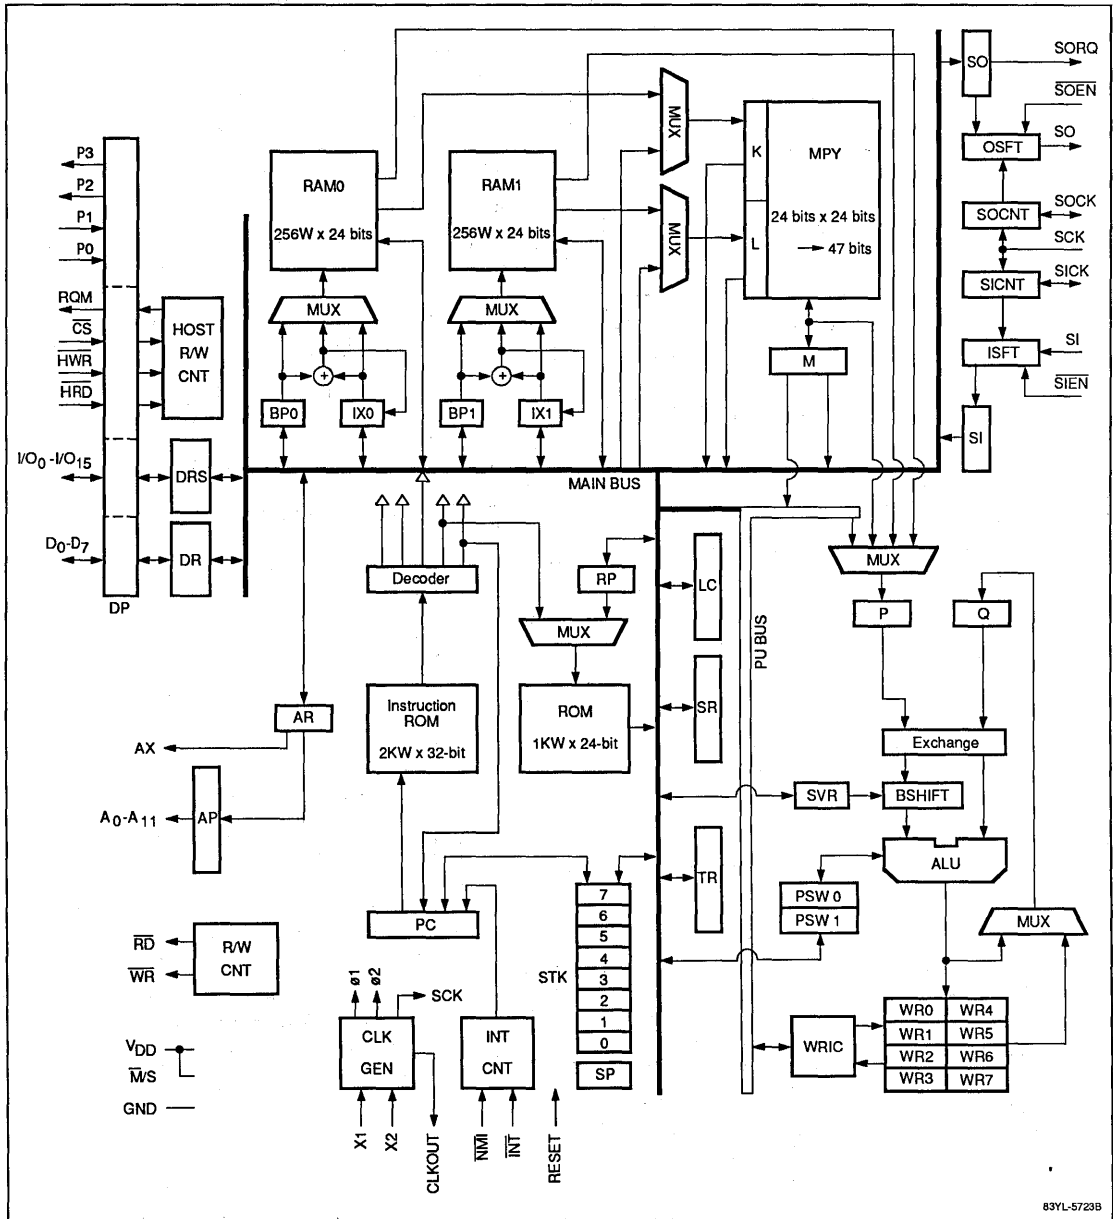 SORQ
SO
SOEN
SO
OSFT
SOCK
SOCNT
SCK
SICK
SICNT
SI
ISFT
SIEN
SI
MUX
K
MPY
24 bits x 24 bits
47 bits
L
MUX
M
RAM0
256W x 24 bits
RAM1
256W x 24 bits
MUX
MUX
+
+
BP0
IX0
BP1
IX1
P3
P2
P1
P0
RQM
CS
HWR
HRD
HOST
R/W
CNT
I/O0 -I/O15
DRS
D0-D7
DR
DP
MAIN BUS
Decoder
RP
MUX
LC
PU BUS
MUX
P
Q
AR
AX
A0-A11
AP
Instruction
ROM
2KW x 32-bit
ROM
1KW x 24-bit
SR
Exchange
SVR
BSHIFT
ALU
TR
PSW 0
PSW 1
MUX
PC
STK
7
6
5
4
3
2
1
0
SP
RD
WR
R/W
CNT
VDD
M/S
GND
ø1
ø2
SCK
CLK
GEN
INT
CNT
X1
X2
CLKOUT
NMI
INT
RESET
WRIC
WR0
WR4
WR1
WR5
WR2
WR6
WR3
WR7
83YL-5723B